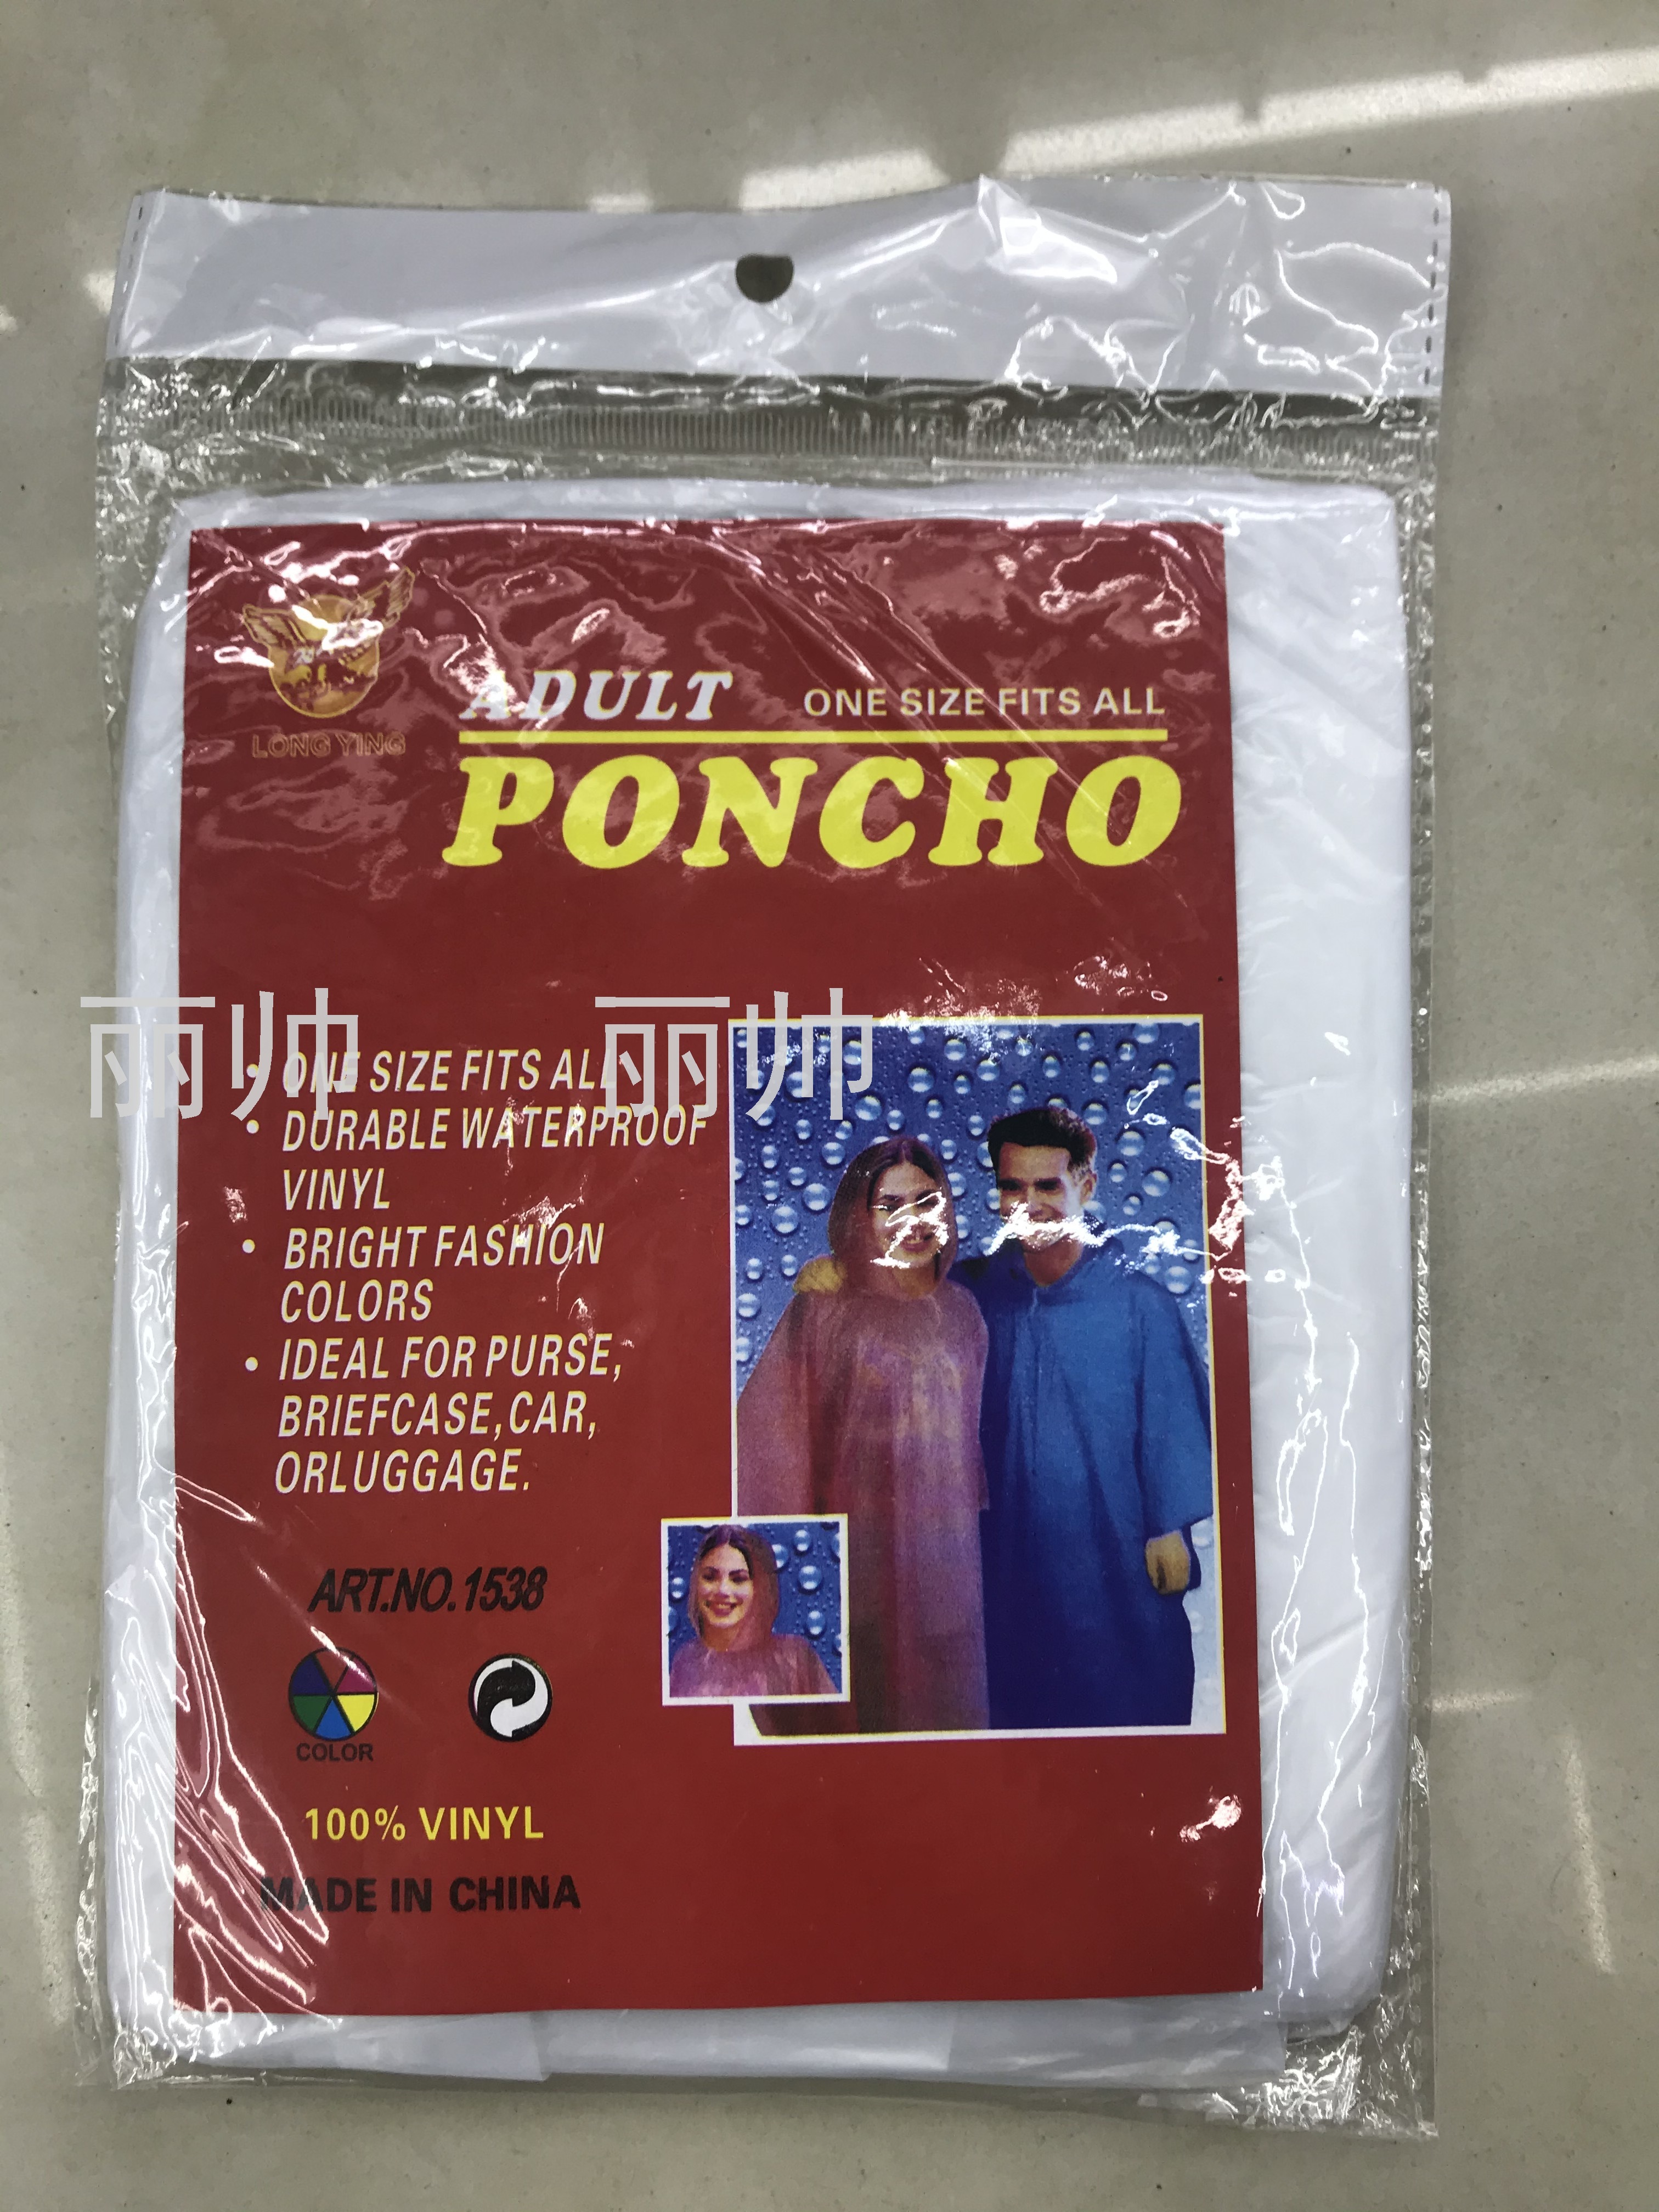 LONG YING
ADULT ONE SIZE FITS ALL
PONCHO
丽帅 丽帅
• ONE SIZE FITS ALL
• DURABLE WATERPROOF
VINYL
• BRIGHT FASHION
COLORS
• IDEAL FOR PURSE,
BRIEFCASE,CAR,
ORLUGGAGE.
ART.NO.1538
COLOR
100% VINYL
MADE IN CHINA